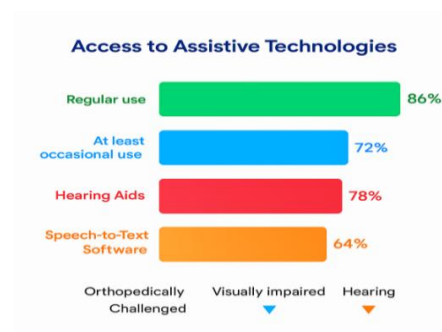 Access to Assistive Technologies
Regular use
86%
At least
occasional use
72%
Hearing Aids
78%
Speech-to-Text
Software
64%
Orthopedically
Challenged
Visually impaired
Hearing